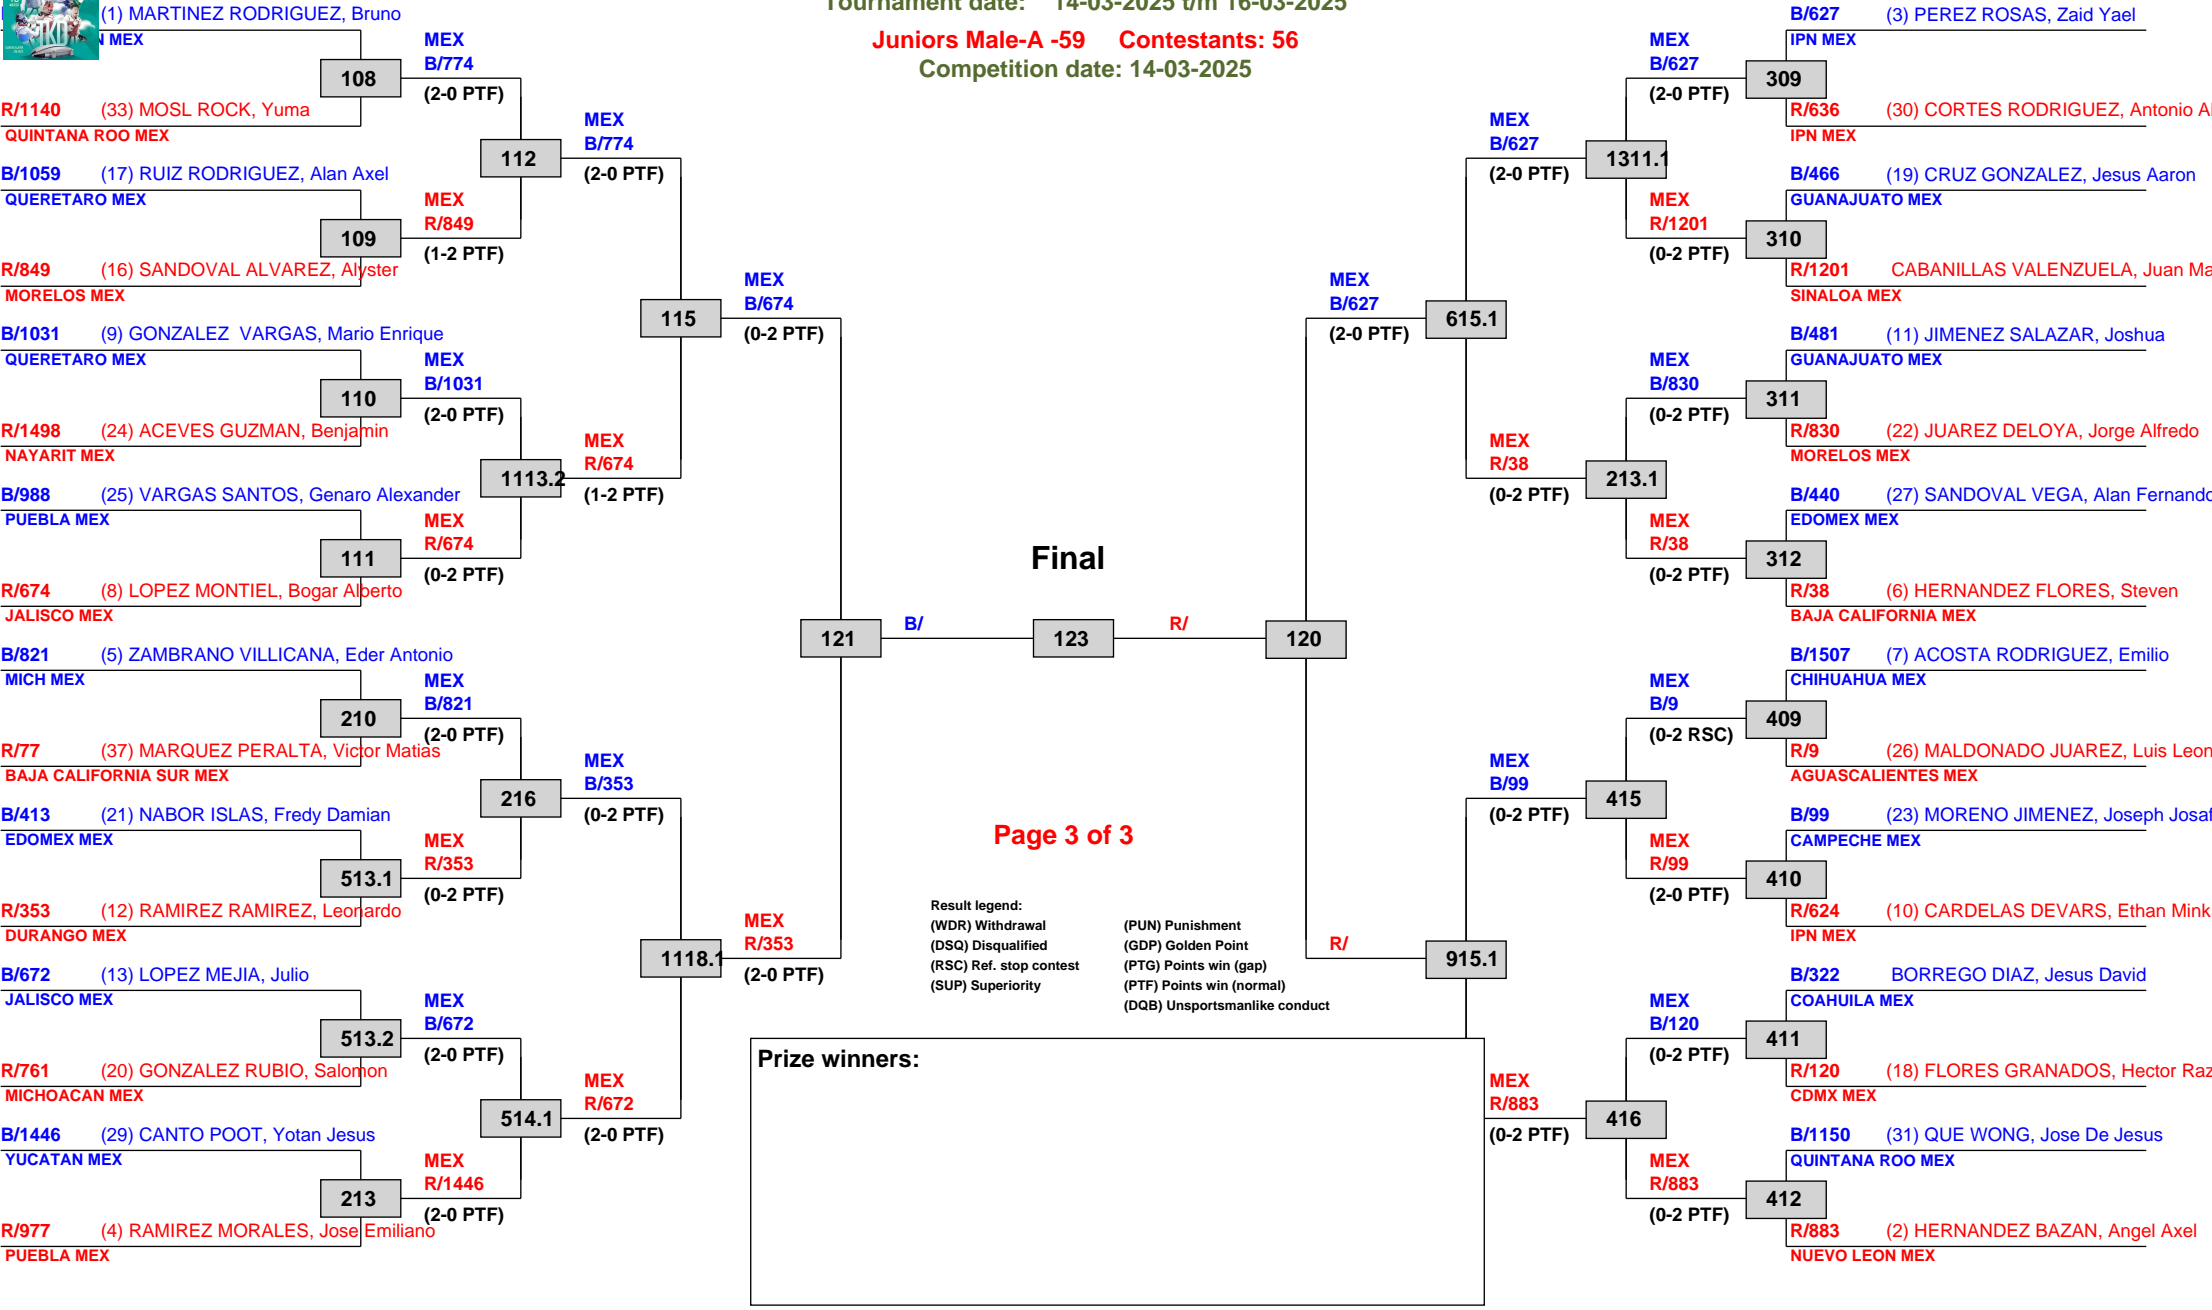 Tournament date: 14-03-2025 t/m 16-03-2025
Juniors Male-A -59 Contestants: 56
Competition date: 14-03-2025
(1) MARTINEZ RODRIGUEZ, Bruno
MEX
108
R/1140 (33) MOSL ROCK, Yuma
QUINTANA ROO MEX
B/1059 (17) RUIZ RODRIGUEZ, Alan Axel
QUERETARO MEX
109
R/849 (16) SANDOVAL ALVAREZ, Alyster
MORELOS MEX
B/1031 (9) GONZALEZ VARGAS, Mario Enrique
QUERETARO MEX
110
R/1498 (24) ACEVES GUZMAN, Benjamin
NAYARIT MEX
B/988 (25) VARGAS SANTOS, Genaro Alexander
PUEBLA MEX
111
R/674 (8) LOPEZ MONTIEL, Bogar Alberto
JALISCO MEX
B/821 (5) ZAMBRANO VILLICANA, Eder Antonio
MICH MEX
210
R/77 (37) MARQUEZ PERALTA, Victor Matias
BAJA CALIFORNIA SUR MEX
B/413 (21) NABOR ISLAS, Fredy Damian
EDOMEX MEX
513.1
R/353 (12) RAMIREZ RAMIREZ, Leonardo
DURANGO MEX
B/672 (13) LOPEZ MEJIA, Julio
JALISCO MEX
513.2
R/761 (20) GONZALEZ RUBIO, Salomon
MICHOACAN MEX
B/1446 (29) CANTO POOT, Yotan Jesus
YUCATAN MEX
213
R/977 (4) RAMIREZ MORALES, Jose Emiliano
PUEBLA MEX
MEX
B/774
(2-0 PTF)
112
MEX
R/849
(1-2 PTF)
MEX
B/1031
(2-0 PTF)
1113.2
MEX
R/674
(0-2 PTF)
MEX
B/821
(2-0 PTF)
216
MEX
R/353
(0-2 PTF)
MEX
B/672
(2-0 PTF)
514.1
MEX
R/1446
(2-0 PTF)
MEX
B/774
(2-0 PTF)
115
MEX
R/674
(1-2 PTF)
MEX
B/353
(0-2 PTF)
1118.1
MEX
R/672
(2-0 PTF)
MEX
B/674
(0-2 PTF)
121
MEX
R/353
(2-0 PTF)
Final
B/ 123 R/
120
Page 3 of 3
Result legend:
(WDR) Withdrawal (PUN) Punishment
(DSQ) Disqualified (GDP) Golden Point
(RSC) Ref. stop contest (PTG) Points win (gap)
(SUP) Superiority (PTF) Points win (normal)
(DQB) Unsportsmanlike conduct
Prize winners:
MEX
B/627
(2-0 PTF)
615.1
R/
915.1
MEX
B/627
(2-0 PTF)
1311.1
MEX
R/38
(0-2 PTF)
213.1
MEX
B/99
(0-2 PTF)
415
MEX
R/883
(0-2 PTF)
416
MEX
B/627
(2-0 PTF)
309
MEX
R/1201
(0-2 PTF)
310
MEX
B/830
(0-2 PTF)
311
MEX
R/38
(0-2 PTF)
312
MEX
B/9
(0-2 RSC)
409
MEX
R/99
(2-0 PTF)
410
MEX
B/120
(0-2 PTF)
411
MEX
R/883
(0-2 PTF)
412
B/627 (3) PEREZ ROSAS, Zaid Yael
IPN MEX
R/636 (30) CORTES RODRIGUEZ, Antonio
IPN MEX
B/466 (19) CRUZ GONZALEZ, Jesus Aaron
GUANAJUATO MEX
R/1201 CABANILLAS VALENZUELA, Juan
SINALOA MEX
B/481 (11) JIMENEZ SALAZAR, Joshua
GUANAJUATO MEX
R/830 (22) JUAREZ DELOYA, Jorge Alfredo
MORELOS MEX
B/440 (27) SANDOVAL VEGA, Alan Fernando
EDOMEX MEX
R/38 (6) HERNANDEZ FLORES, Steven
BAJA CALIFORNIA MEX
B/1507 (7) ACOSTA RODRIGUEZ, Emilio
CHIHUAHUA MEX
R/9 (26) MALDONADO JUAREZ, Luis Leon
AGUASCALIENTES MEX
B/99 (23) MORENO JIMENEZ, Joseph Josaf
CAMPECHE MEX
R/624 (10) CARDELAS DEVARS, Ethan Mink
IPN MEX
B/322 BORREGO DIAZ, Jesus David
COAHUILA MEX
R/120 (18) FLORES GRANADOS, Hector Raz
CDMX MEX
B/1150 (31) QUE WONG, Jose De Jesus
QUINTANA ROO MEX
R/883 (2) HERNANDEZ BAZAN, Angel Axel
NUEVO LEON MEX